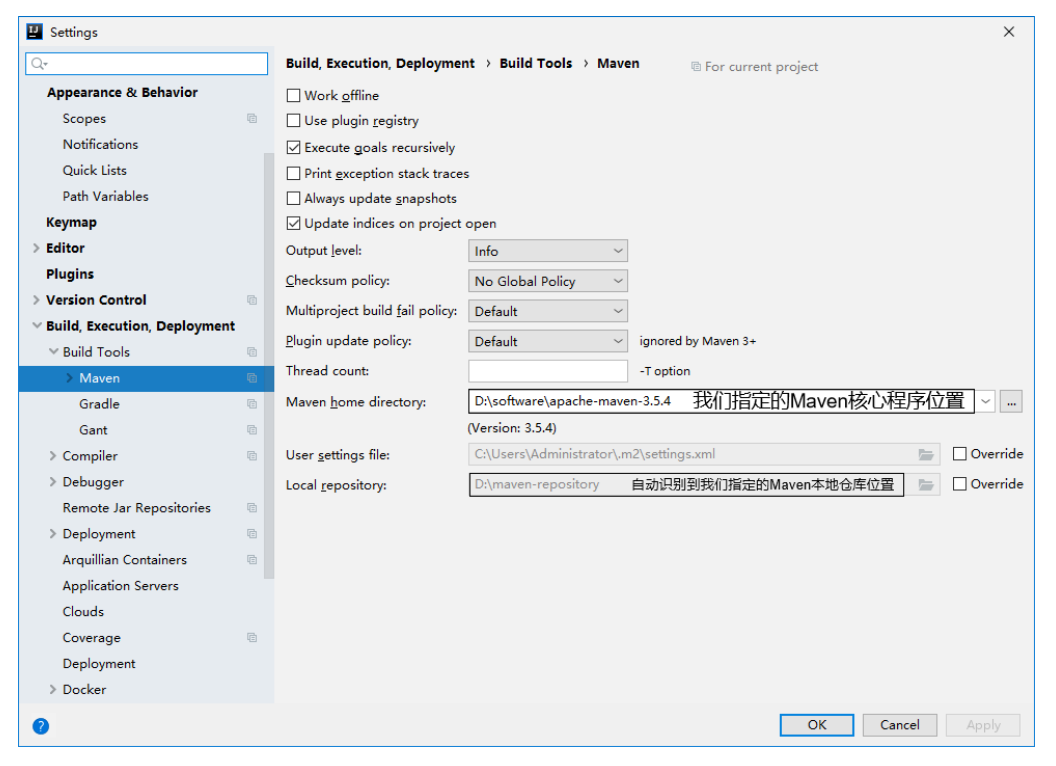 Settings
Build, Execution, Deployment › Build Tools › Maven For current project
Appearance & Behavior
Scopes
Notifications
Quick Lists
Path Variables
Keymap
Editor
Plugins
Version Control
Build, Execution, Deployment
Build Tools
Maven
Gradle
Gant
Compiler
Debugger
Remote Jar Repositories
Deployment
Arquillian Containers
Application Servers
Clouds
Coverage
Deployment
Docker
Work offline
Use plugin registry
Execute goals recursively
Print exception stack traces
Always update snapshots
Update indices on project open
Output level: Info
Checksum policy: No Global Policy
Multiproject build fail policy: Default
Plugin update policy: Default ignored by Maven 3+
Thread count: -T option
Maven home directory: D:\software\apache-maven-3.5.4 我们指定的Maven核心程序位置 ...
(Version: 3.5.4)
User settings file: C:\Users\Administrator\.m2\settings.xml Override
Local repository: D:\maven-repository 自动识别到我们指定的Maven本地仓库位置 Override
? OK Cancel Apply